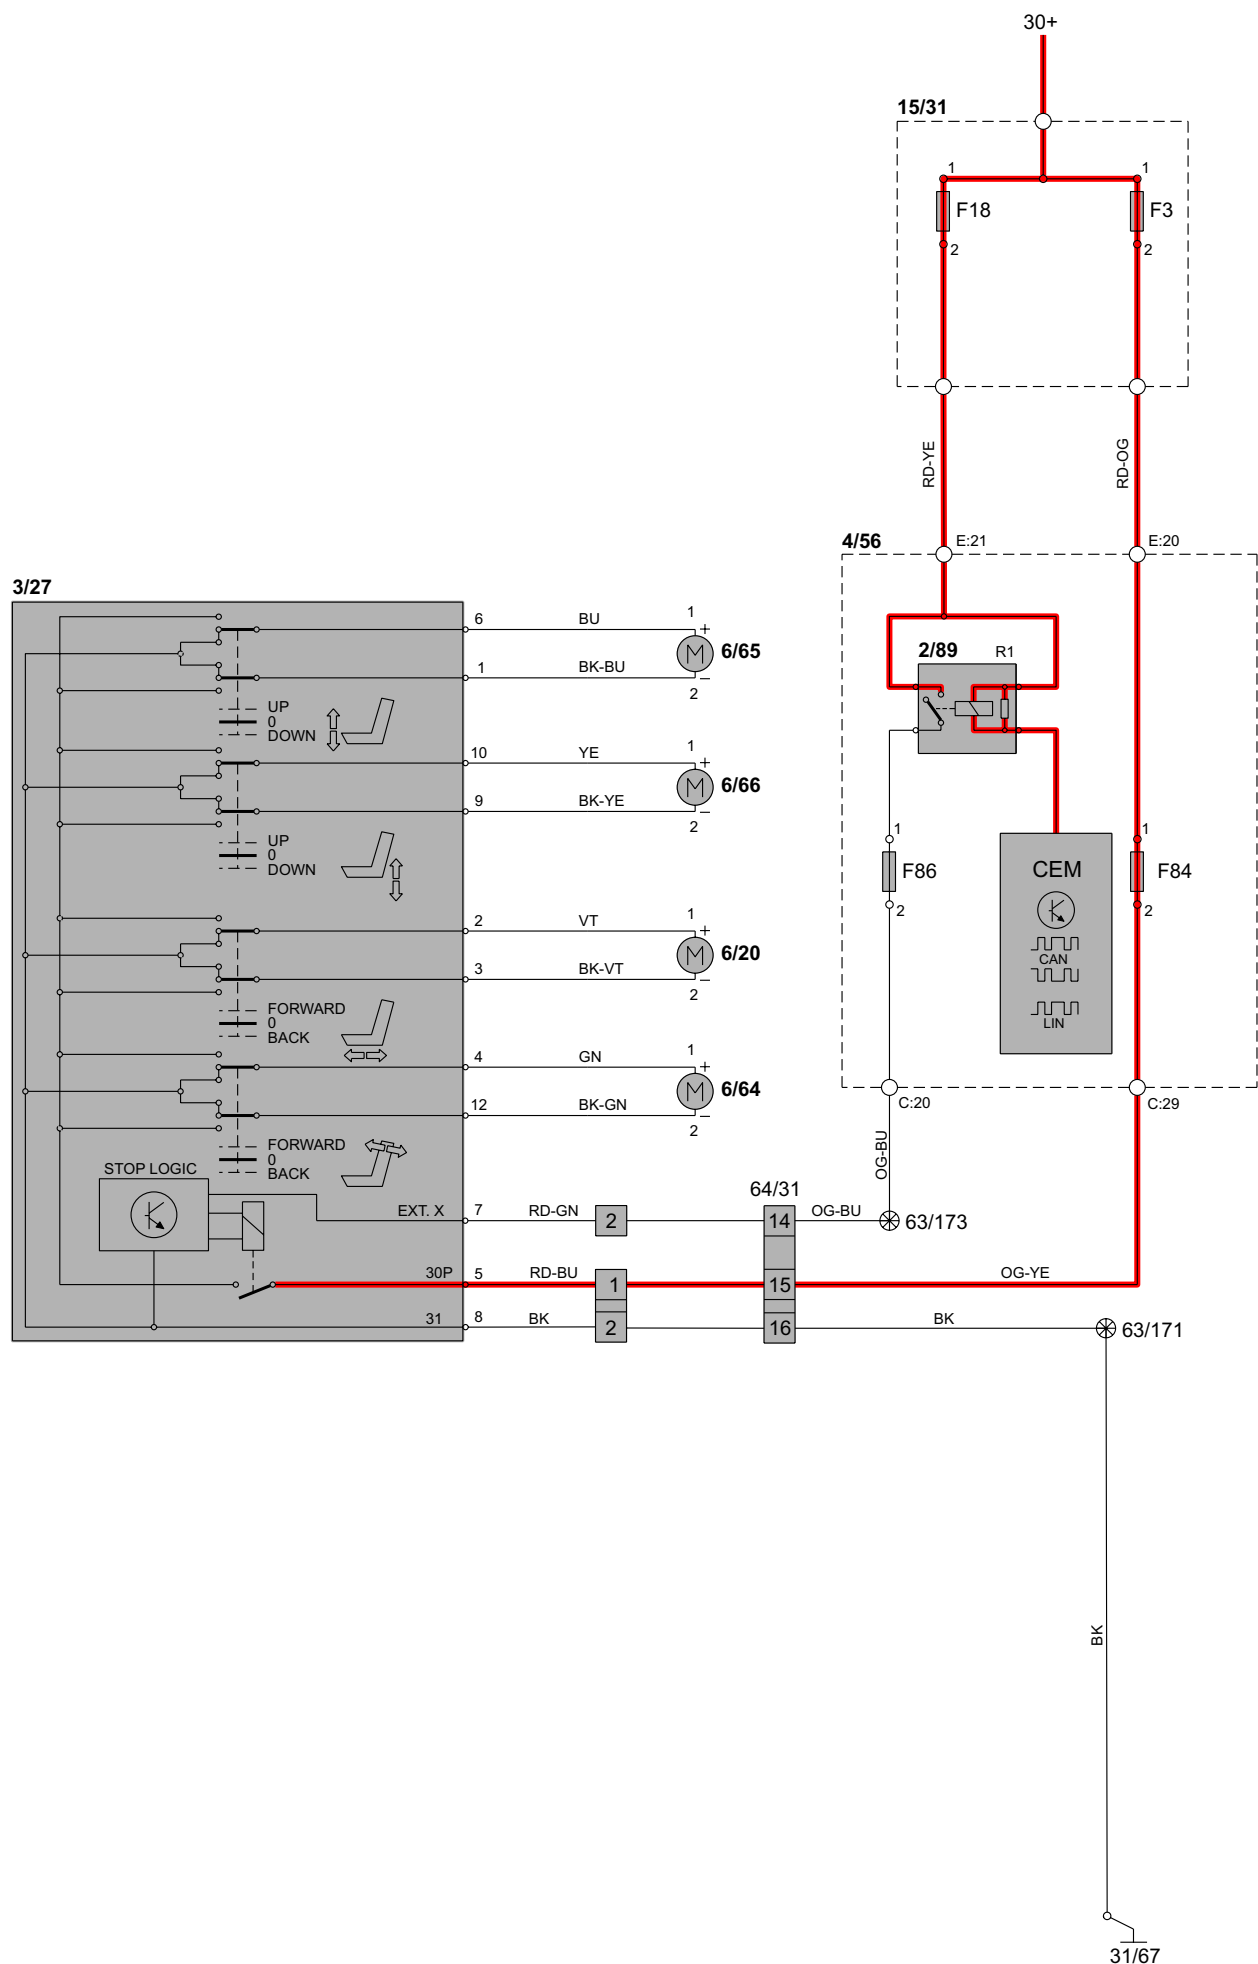 30+
15/31
1
1
F18
F3
2
2
RD-YE
RD-OG
4/56
E:21
E:20
3/27
6
BU
1
+
M
6/65
1
BK-BU
–
2
2/89
R1
UP
0
DOWN
10
YE
1
+
M
6/66
9
BK-YE
–
2
UP
0
DOWN
1
F86
2
CEM
CAN
LIN
1
F84
2
2
VT
1
+
M
6/20
3
BK-VT
–
2
FORWARD
0
BACK
4
GN
1
+
M
6/64
12
BK-GN
–
2
C:20
C:29
FORWARD
0
BACK
OG-BU
STOP LOGIC
64/31
EXT. X
7
RD-GN
2
14
OG-BU
63/173
30P
5
RD-BU
1
15
OG-YE
31
8
BK
2
16
BK
63/171
BK
31/67